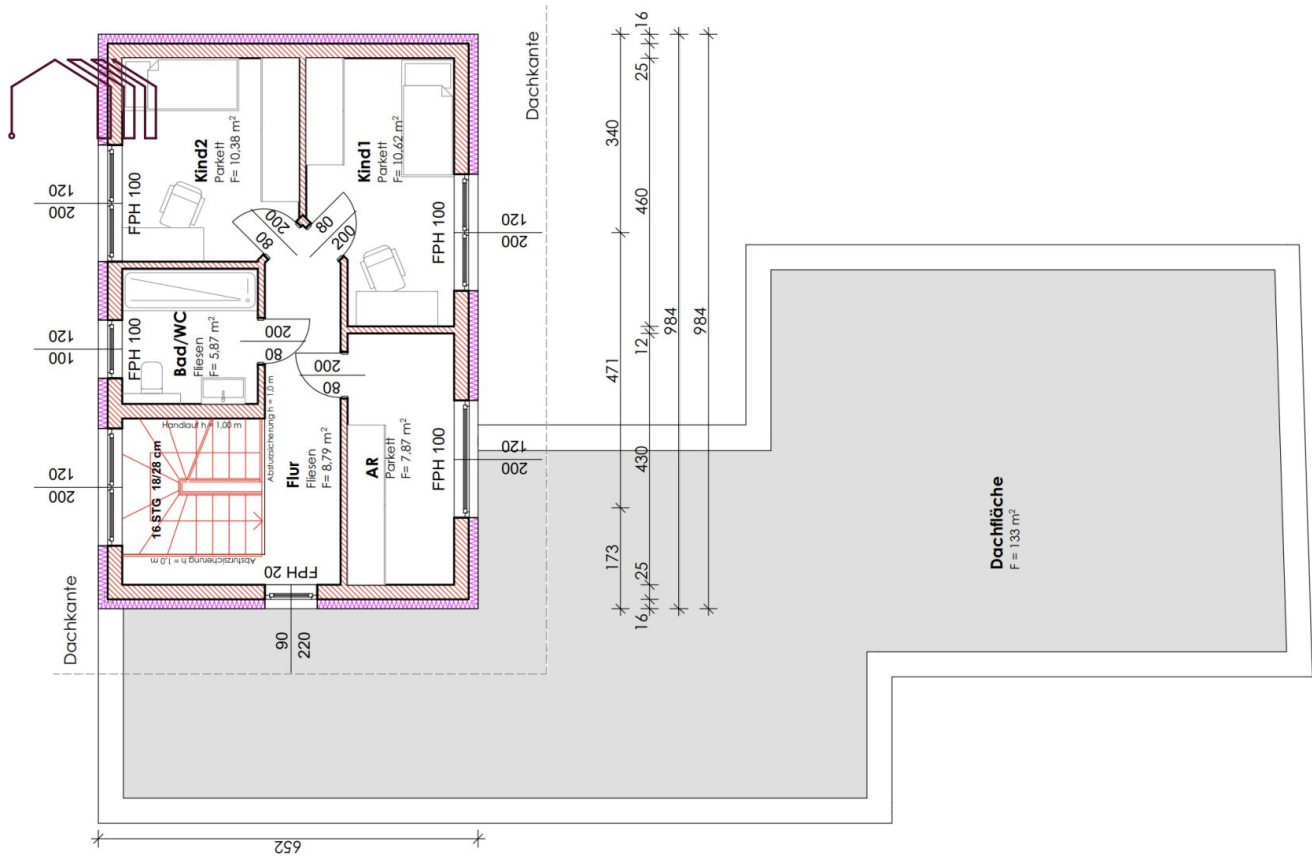 Dachkante
Dachkante
16
25
340
460
12
984
984
471
430
173
25
16
652
120
200
FPH 100
120
100
FPH 100
120
200
Kind2
Parkett
F= 10,38 m²
Kind1
Parkett
F= 10,62 m²
80
200
80
200
FPH 100
120
200
Bad/WC
Fliesen
F= 5,87 m²
80
200
80
200
Handlauf h = 1,00 m
16 STG 18/28 cm
Absturzsicherung h = 1,0 m
Absturzsicherung h = 1,0 m
Flur
Fliesen
F= 8,79 m²
AR
Parkett
F= 7,87 m²
FPH 100
120
200
FPH 20
90
220
Dachfläche
F = 133 m²